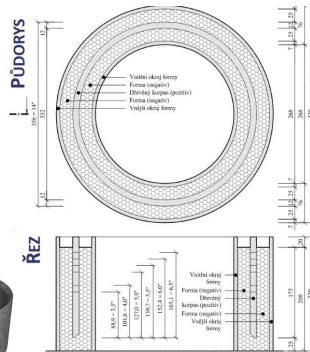 PŮDORYS
Vnitřní okraj formy
Forma (negativ)
Dřevěný korpus (pozitiv)
Forma (negativ)
Vnější okraj formy
356 = 14"
332
12
12
25
12
7
268
268
76
7
12
25
76
ŘEZ
88,9 = 3,5"
101,6 = 4,0"
127,0 = 5,0"
139,7 = 5,5"
152,4 = 6,0"
165,1 = 6,5"
Vnitřní okraj
formy
Forma (negativ)
Dřevěný
korpus (pozitiv)
Forma (negativ)
Vnější okraj
formy
20
175
200
25